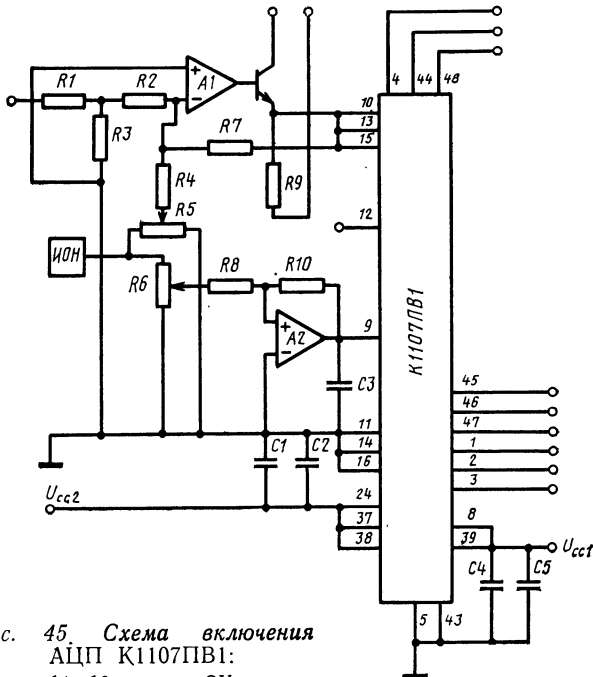 4 44 48
R1 R2 + A1
− 10
R3 R7 13
15
R4 R9
R5 12
ИОН R6 R8 R10
+ A2 9
− К1107ПВ1
C3
45
46
C1 C2 11 47
14 1
16 2
Ucc2 3
24 8
37 39 Ucc1
38 C4 C5
5 43
с. 45. Схема включения
АЦП К1107ПВ1: